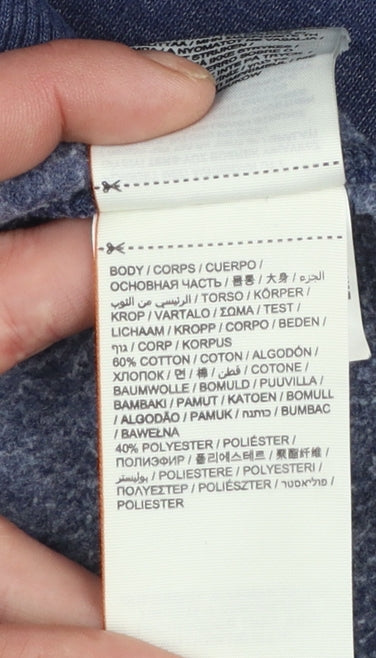 A NYOMATON /
BODY / CORPS / CUERPO /
ОСНОВНАЯ ЧАСТЬ / 몸통 / 大身 / الجزء
الرئيسي من الثوب / TORSO / KÖRPER /
KROP / VARTALO / ΣΩΜΑ / TEST /
LICHAAM / KROPP / CORPO / BEDEN /
גוף / CORP / KORPUS
60% COTTON / COTON / ALGODÓN /
ХЛОПОК / 면 / 棉 / قطن / COTONE /
BAUMWOLLE / BOMULD / PUUVILLA /
BAMBAKI / PAMUT / KATOEN / BOMULL
/ ALGODÃO / PAMUK / כותנה / BUMBAC
/ BAWEŁNA
40% POLYESTER / POLIÉSTER /
ПОЛИЭФИР / 폴리에스테르 / 聚酯纤维 /
بوليستر / POLIESTERE / POLYESTERI /
ΠΟΛΥΕΣΤΕΡ / POLIÉSZTER / פוליאסטר /
POLIESTER